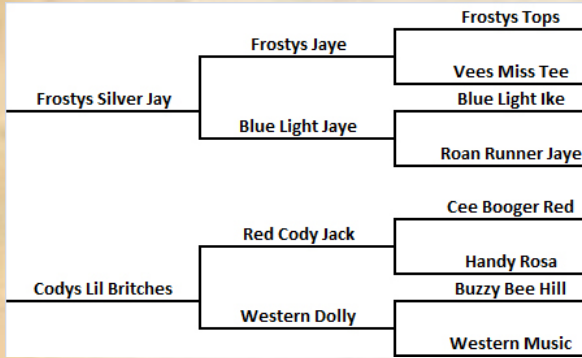 Frostys Tops
Frostys Jaye
Vees Miss Tee
Frostys Silver Jay
Blue Light Ike
Blue Light Jaye
Roan Runner Jaye
Cee Booger Red
Red Cody Jack
Handy Rosa
Codys Lil Britches
Buzzy Bee Hill
Western Dolly
Western Music